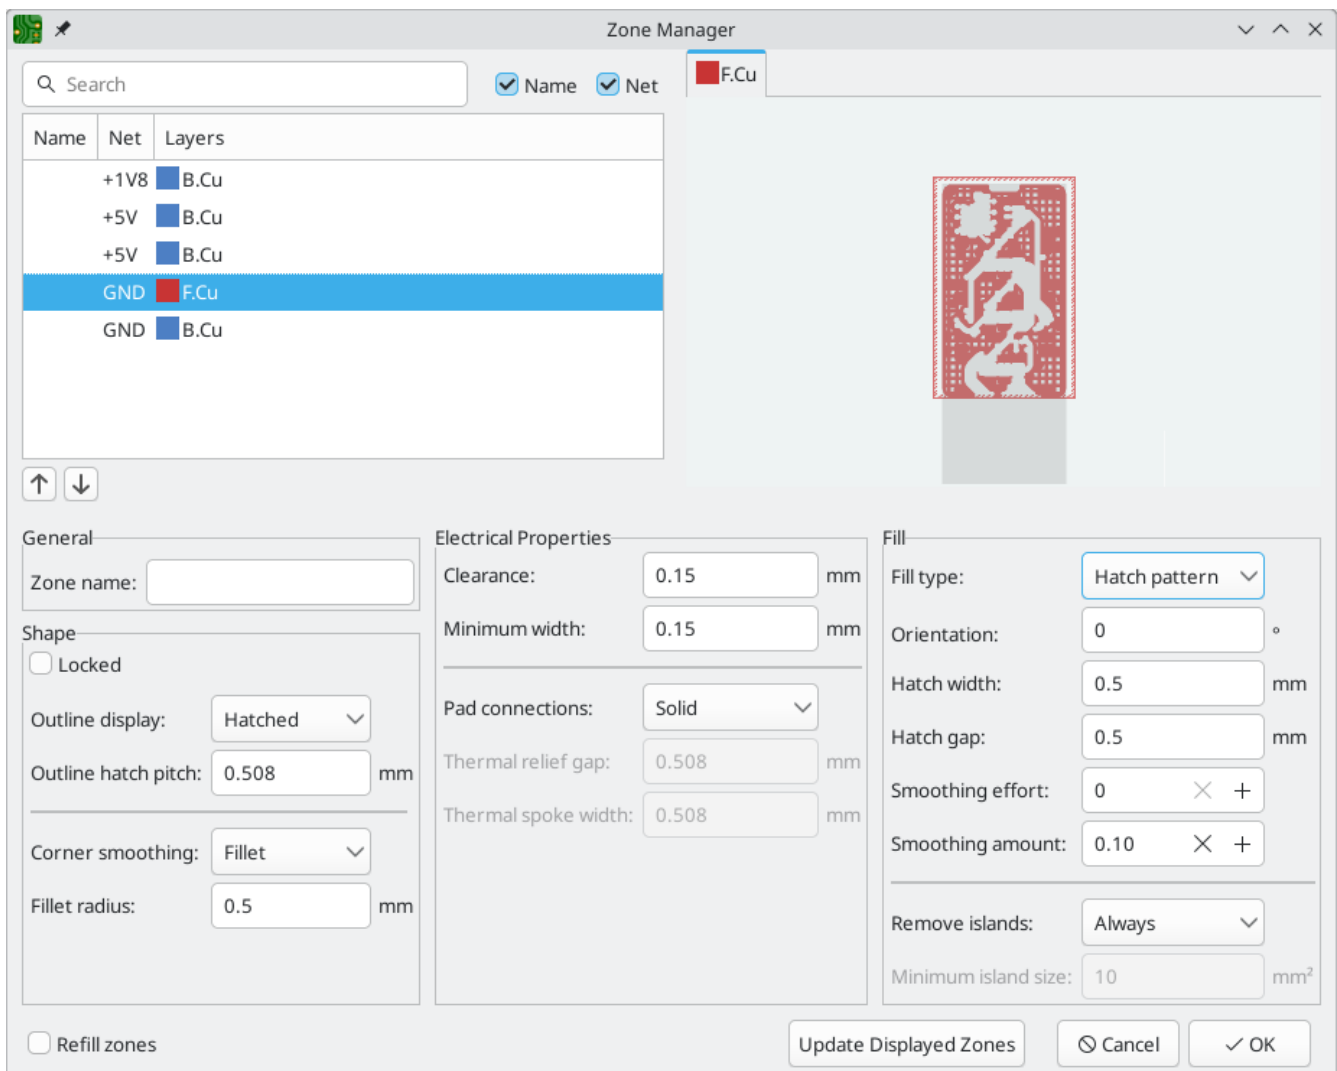 Zone Manager
Search
Name
Net
F.Cu
Name Net Layers
+1V8 B.Cu
+5V B.Cu
+5V B.Cu
GND F.Cu
GND B.Cu
General
Zone name:
Shape
Locked
Outline display: Hatched
Outline hatch pitch: 0.508 mm
Corner smoothing: Fillet
Fillet radius: 0.5 mm
Electrical Properties
Clearance: 0.15 mm
Minimum width: 0.15 mm
Pad connections: Solid
Thermal relief gap: 0.508 mm
Thermal spoke width: 0.508 mm
Fill
Fill type: Hatch pattern
Orientation: 0 °
Hatch width: 0.5 mm
Hatch gap: 0.5 mm
Smoothing effort: 0
Smoothing amount: 0.10
Remove islands: Always
Minimum island size: 10 mm²
Refill zones
Update Displayed Zones
Cancel
OK